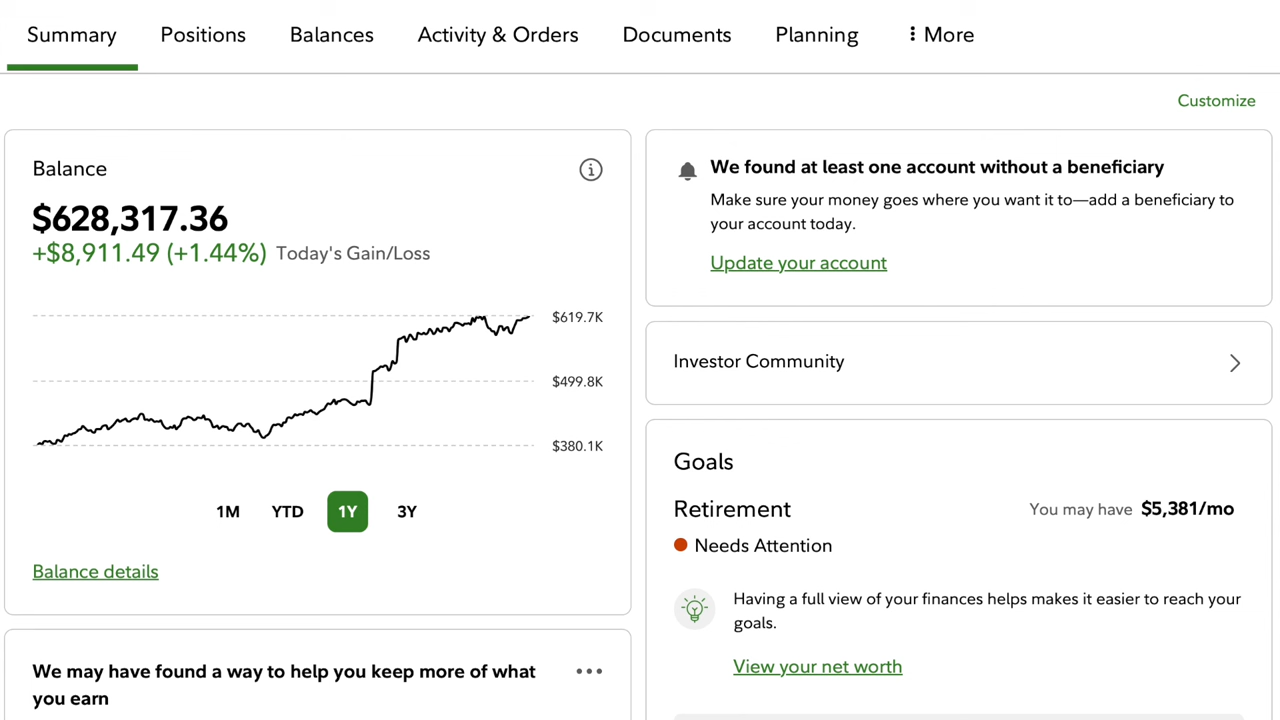 Summary Positions Balances Activity & Orders Documents Planning More
Customize
Balance
$628,317.36
+$8,911.49 (+1.44%) Today's Gain/Loss
$619.7K
$499.8K
$380.1K
1M YTD 1Y 3Y
Balance details
We may have found a way to help you keep more of what
you earn
We found at least one account without a beneficiary
Make sure your money goes where you want it to—add a beneficiary to
your account today.
Update your account
Investor Community
Goals
Retirement You may have $5,381/mo
Needs Attention
Having a full view of your finances helps makes it easier to reach your
goals.
View your net worth